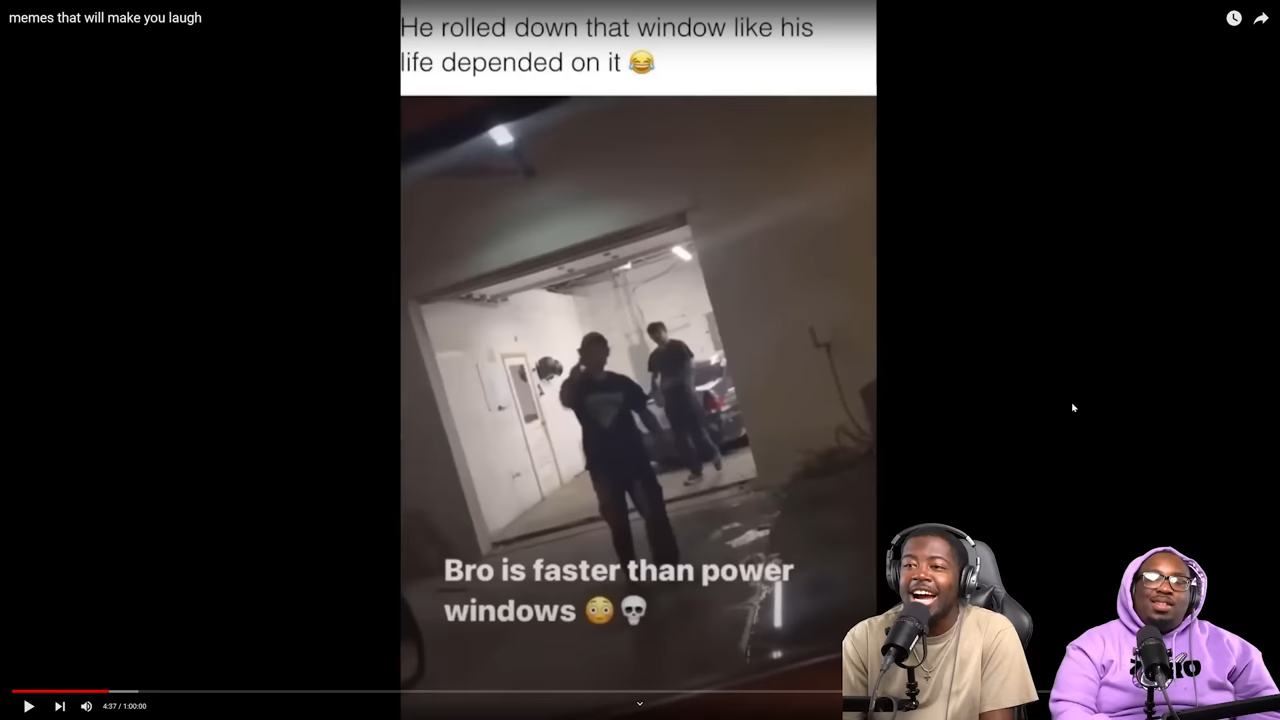 memes that will make you laugh
He rolled down that window like his
life depended on it 😂
Bro is faster than power
windows 😳💀
4:37 / 1:00:00